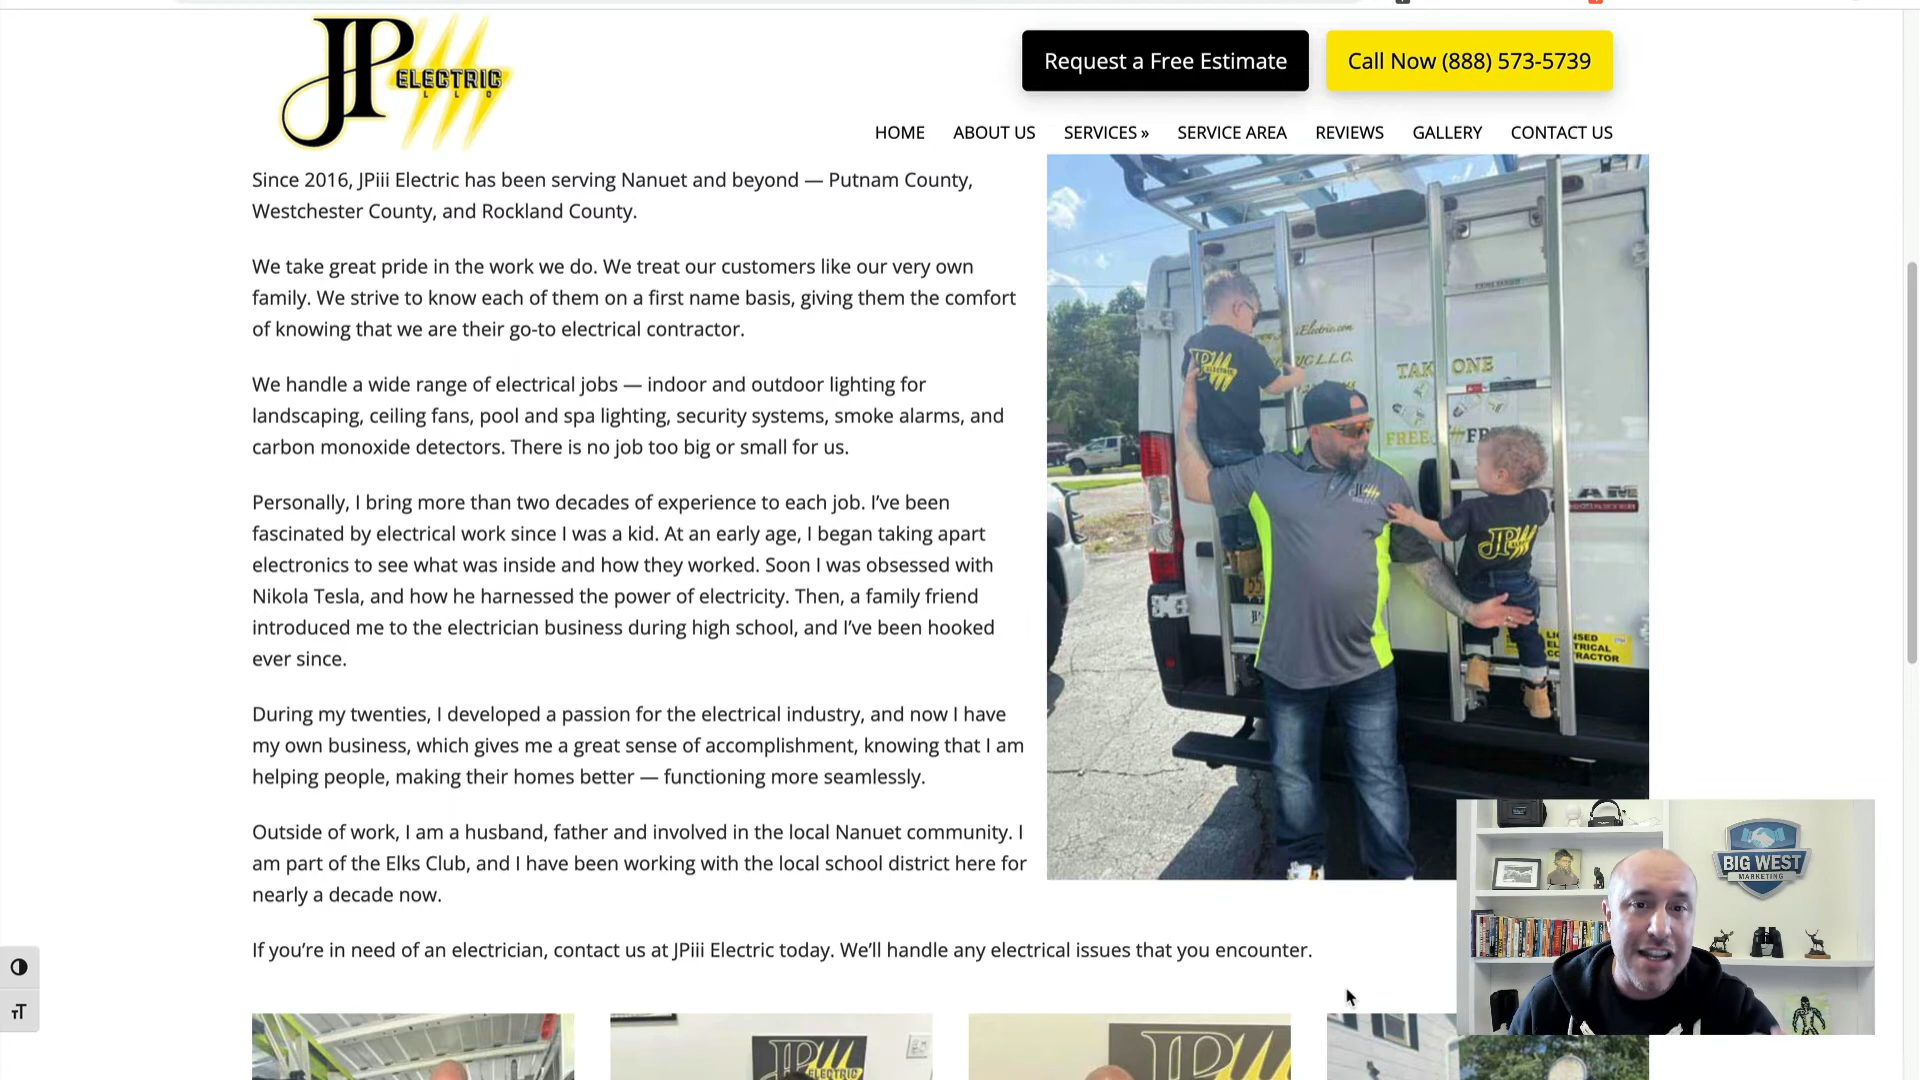 JPiii
ELECTRIC
LLC
Request a Free Estimate
Call Now (888) 573-5739
HOME
ABOUT US
SERVICES »
SERVICE AREA
REVIEWS
GALLERY
CONTACT US
Since 2016, JPiii Electric has been serving Nanuet and beyond — Putnam County,
Westchester County, and Rockland County.
We take great pride in the work we do. We treat our customers like our very own
family. We strive to know each of them on a first name basis, giving them the comfort
of knowing that we are their go-to electrical contractor.
We handle a wide range of electrical jobs — indoor and outdoor lighting for
landscaping, ceiling fans, pool and spa lighting, security systems, smoke alarms, and
carbon monoxide detectors. There is no job too big or small for us.
Personally, I bring more than two decades of experience to each job. I’ve been
fascinated by electrical work since I was a kid. At an early age, I began taking apart
electronics to see what was inside and how they worked. Soon I was obsessed with
Nikola Tesla, and how he harnessed the power of electricity. Then, a family friend
introduced me to the electrician business during high school, and I’ve been hooked
ever since.
During my twenties, I developed a passion for the electrical industry, and now I have
my own business, which gives me a great sense of accomplishment, knowing that I am
helping people, making their homes better — functioning more seamlessly.
Outside of work, I am a husband, father and involved in the local Nanuet community. I
am part of the Elks Club, and I have been working with the local school district here for
nearly a decade now.
If you’re in need of an electrician, contact us at JPiii Electric today. We’ll handle any electrical issues that you encounter.
TAKE ONE
FREE
BIG WEST
MARKETING
JP
ELECTRIC
JP